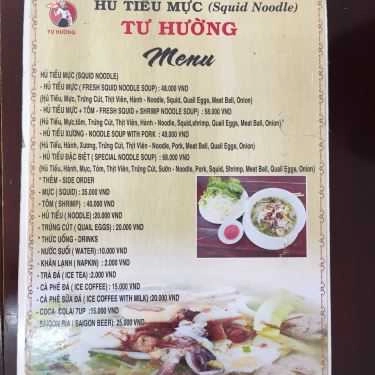 HỦ TIẾU MỰC (Squid Noodle)
TƯ HƯỜNG
TƯ HƯỜNG
Menu
HỦ TIẾU MỰC (SQUID NOODLE)
- HỦ TIẾU MỰC ( FRESH SQUID NOODLE SOUP) : 40.000 VND
(Hủ Tiếu, Mực, Trứng Cút, Thịt Viên, Hành - Noodle, Squid, Quail Eggs, Meat Ball, Onion)
- HỦ TIẾU MỰC + TÔM - FRESH SQUID + SHRIMP NOODLE SOUP) : 50.000 VND
(Hủ Tiếu, Mực,tôm, Trứng Cút, Thịt Viên, Hành - Noodle, Squid,shrimp, Quail Eggs, Meat Ball, Onion)"
- HỦ TIẾU XƯƠNG - NOODLE SOUP WITH PORK : 40.000 VND
(Hủ Tiếu, Hành, Xương, Trứng Cút, Thịt Viên - Noodle, Pork, Quail Eggs, Meat Ball, Onion)
- HỦ TIẾU ĐẶC BIỆT ( SPECIAL NOODLE SOUP) : 60.000 VND
(Hủ Tiếu, Hành, Mực, Tôm, Thịt Viên, Trứng Cút, Sườn - Noodle, Pork, Squid, Shrimp, Meat Ball, Quail Eggs, Onion)
* THÊM - SIDE ORDER
- MỰC ( SQUID) : 35.000 VND
- TÔM (SHRIMP) : 40.000 VND
- HỦ TIẾU ( NOODLE) :20.000 VND
- TRỨNG CÚT ( QUAIL EGGS) : 20.000 VND
* THỨC UỐNG - DRINKS
- NƯỚC SUỐI ( WATER):10.000 VND
- KHĂN LẠNH ( NAPKIN) : 2.000 VND
- TRÀ ĐÁ ( ICE TEA) :2.000 VND
- CÀ PHÊ ĐÁ ( ICE COFFEE) :15.000 VND
- CÀ PHÊ SỮA ĐÁ ( ICE COFFEE WITH MILK) :20.000 VND
- COCA- COLA/ 7UP :15.000 VND
- SAIGON BIA ( SAIGON BEER): 25.000 VND